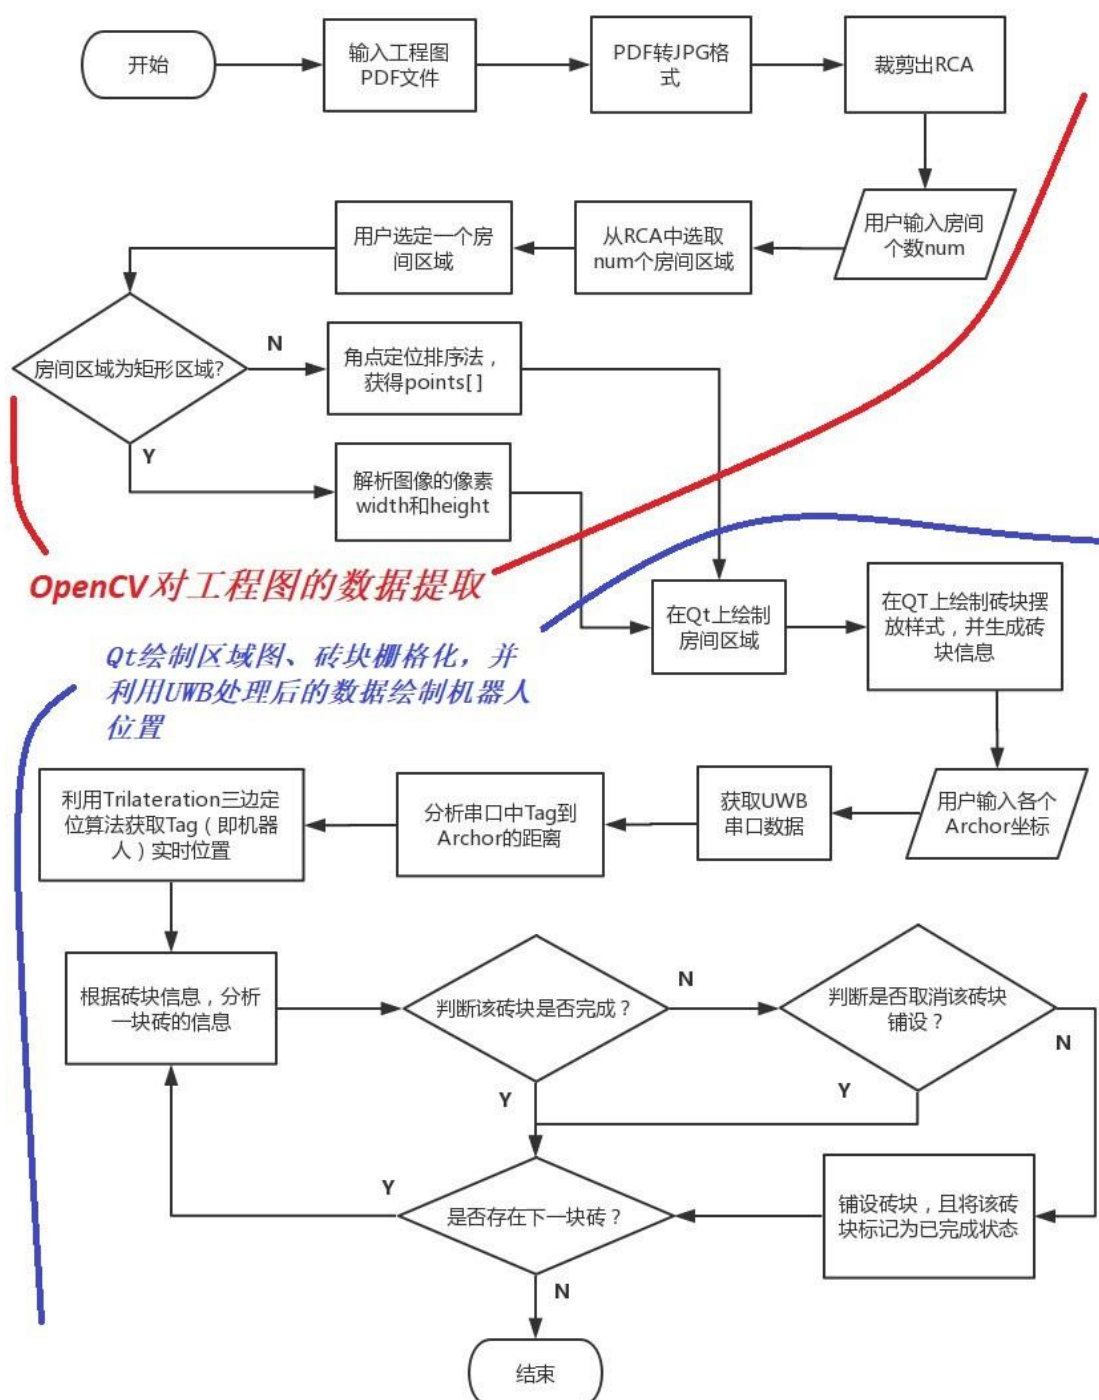 开始
输入工程图
PDF文件
PDF转JPG格
式
裁剪出RCA
用户输入房间
个数num
从RCA中选取
num个房间区域
用户选定一个房
间区域
房间区域为矩形区域?
N
角点定位排序法，
获得points[]
Y
解析图像的像素
width和height
OpenCV对工程图的数据提取
在Qt上绘制
房间区域
在QT上绘制砖块摆
放样式，并生成砖
块信息
Qt绘制区域图、砖块栅格化，并
利用UWB处理后的数据绘制机器人
位置
用户输入各个
Archor坐标
获取UWB
串口数据
分析串口中Tag到
Archor的距离
利用Trilateration三边定
位算法获取Tag（即机器
人）实时位置
根据砖块信息，分析
一块砖的信息
判断该砖块是否完成？
N
判断是否取消该砖块
铺设？
N
Y
Y
铺设砖块，且将该砖
块标记为已完成状态
是否存在下一块砖？
Y
N
结束